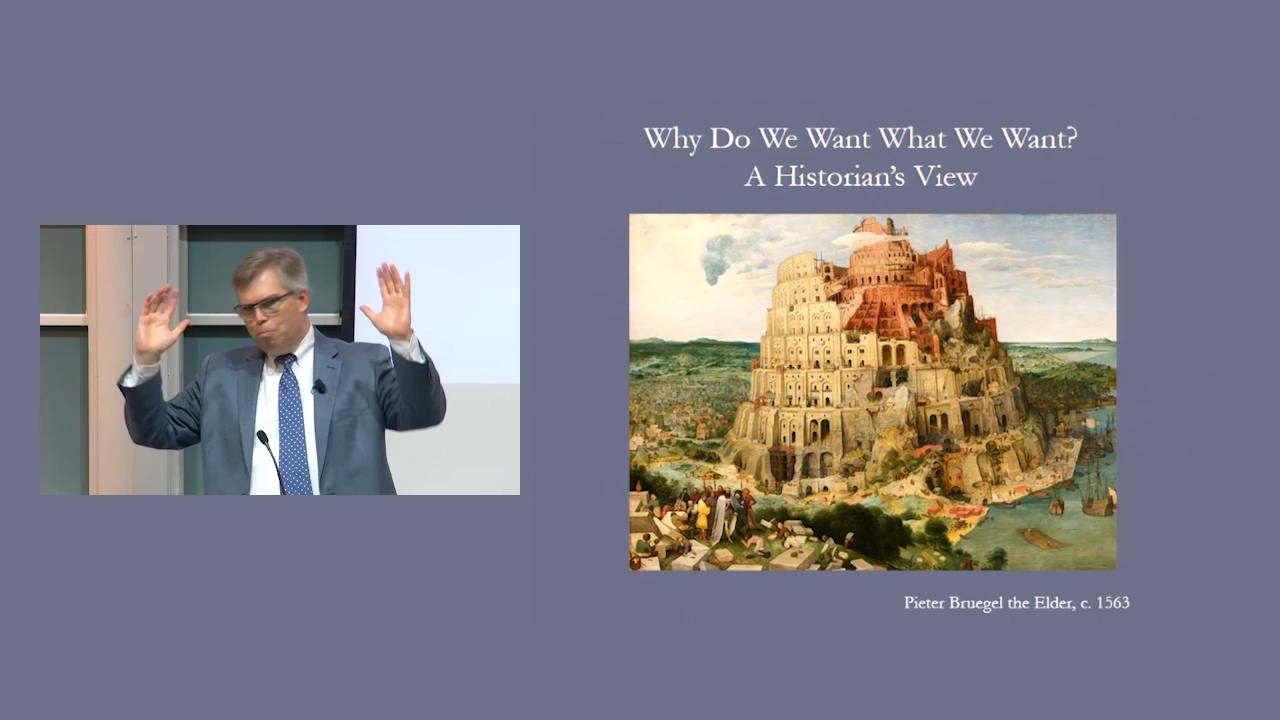 Why Do We Want What We Want?
A Historian's View
Pieter Bruegel the Elder, c. 1563